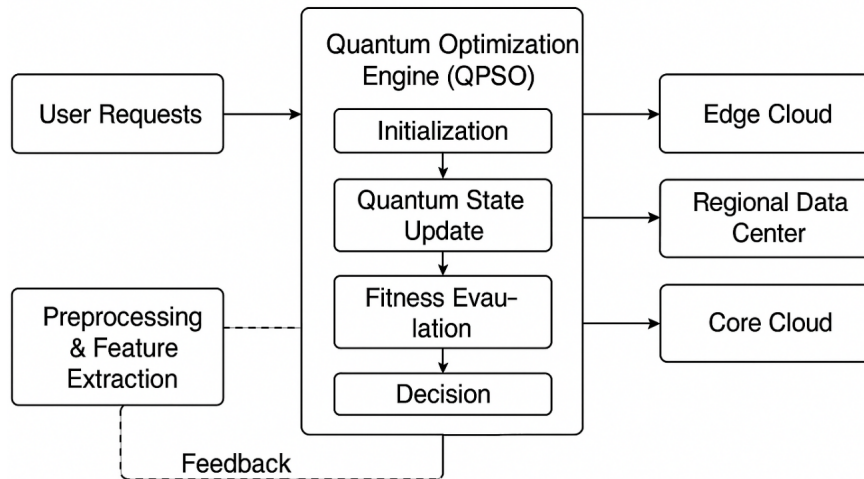 Quantum Optimization
Engine (QPSO)
User Requests
Initialization
Quantum State
Update
Fitness Evau-
lation
Decision
Edge Cloud
Regional Data
Center
Core Cloud
Preprocessing
& Feature
Extraction
Feedback